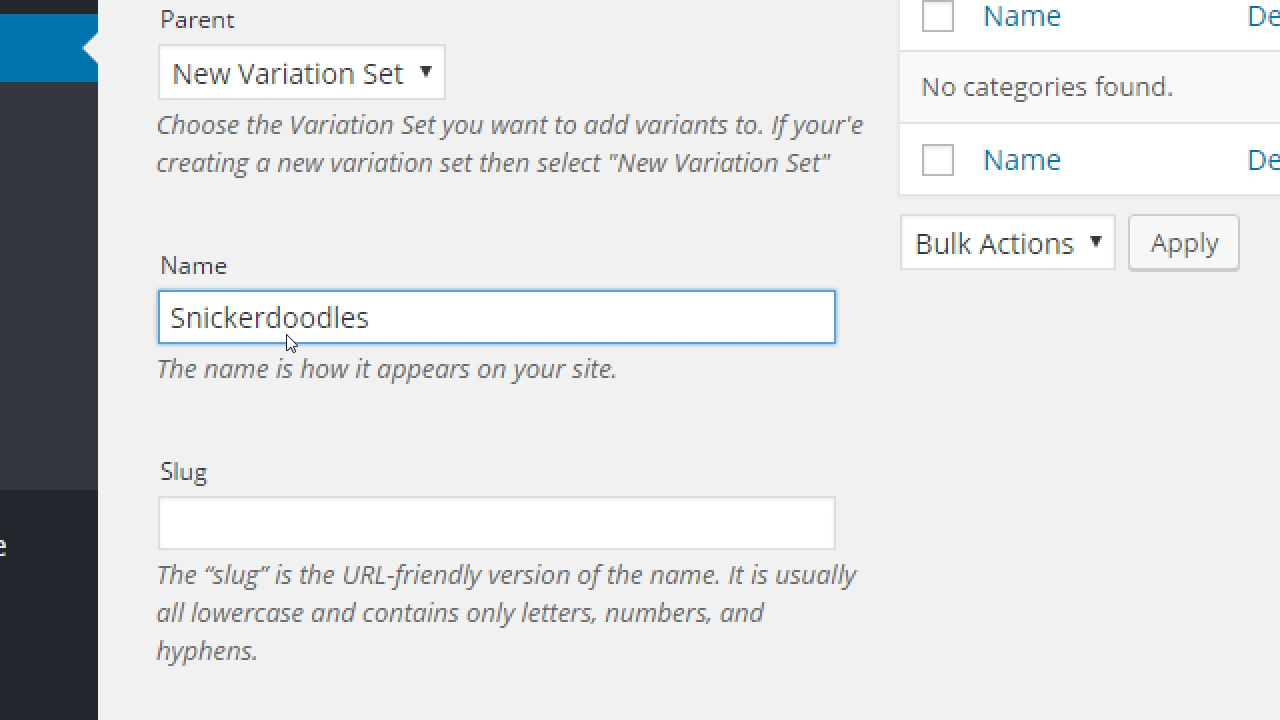 Parent
New Variation Set
Choose the Variation Set you want to add variants to. If your'e
creating a new variation set then select "New Variation Set"
Name
Snickerdoodles
The name is how it appears on your site.
Slug
The “slug” is the URL-friendly version of the name. It is usually
all lowercase and contains only letters, numbers, and
hyphens.
Name De
No categories found.
Name De
Bulk Actions Apply
e